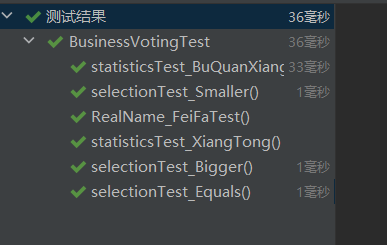 测试结果 36毫秒
BusinessVotingTest 36毫秒
statisticsTest_BuQuanXiang 33毫秒
selectionTest_Smaller() 1毫秒
RealName_FeiFaTest()
statisticsTest_XiangTong()
selectionTest_Bigger() 1毫秒
selectionTest_Equals() 1毫秒